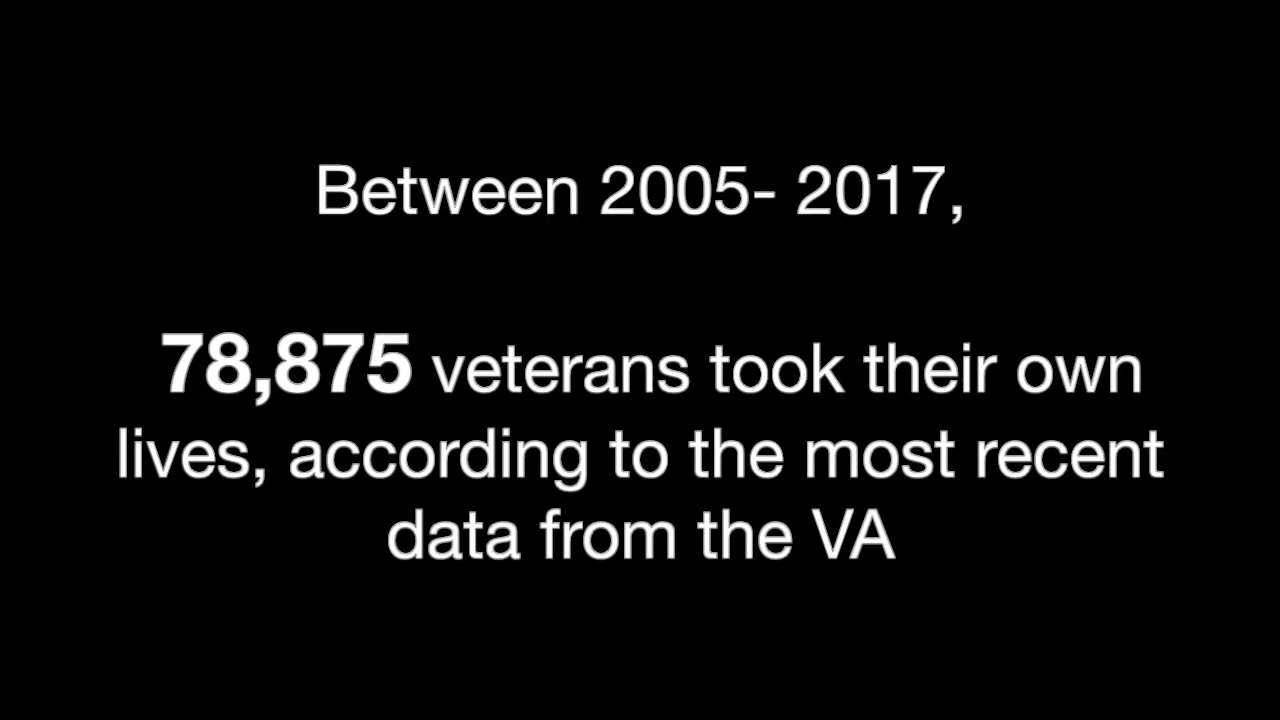 Between 2005- 2017,
78,875 veterans took their own
lives, according to the most recent
data from the VA